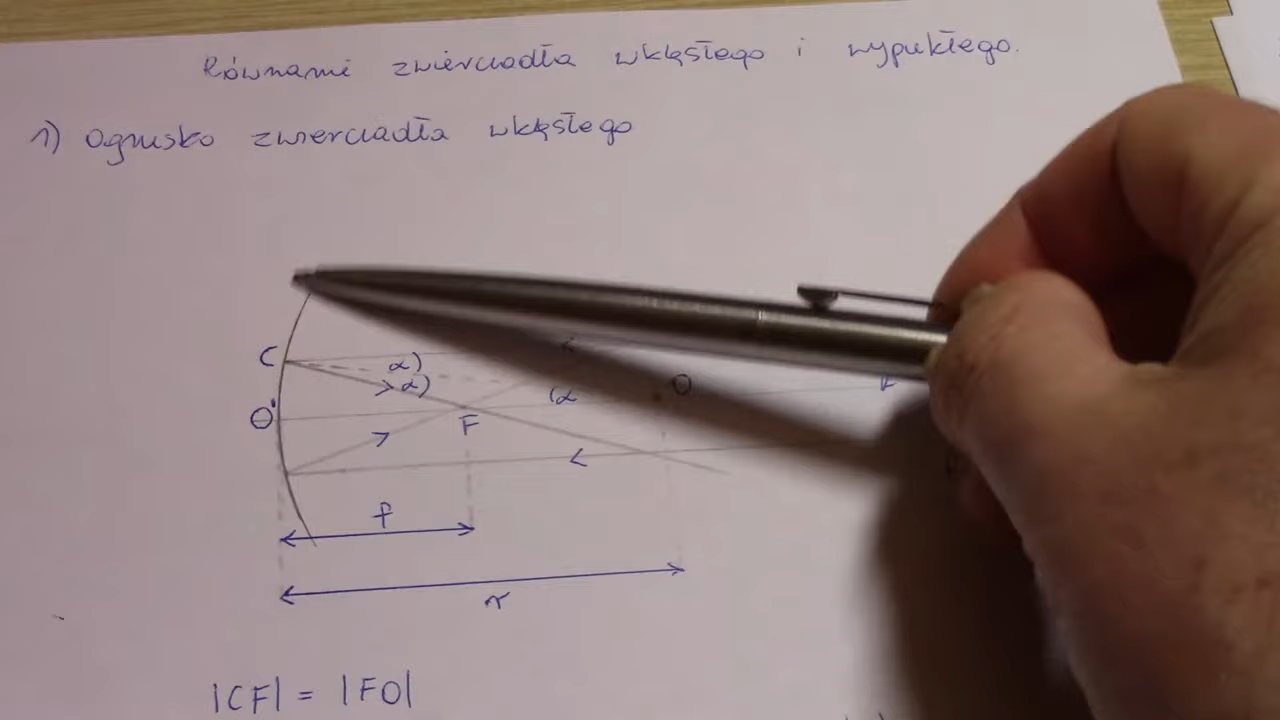 Równanie zwierciadła wklęsłego i wypukłego.
1) Ognisko zwierciadła wklęsłego
C α)
α)
O' (α O
F
f
r
|CF| = |FO|